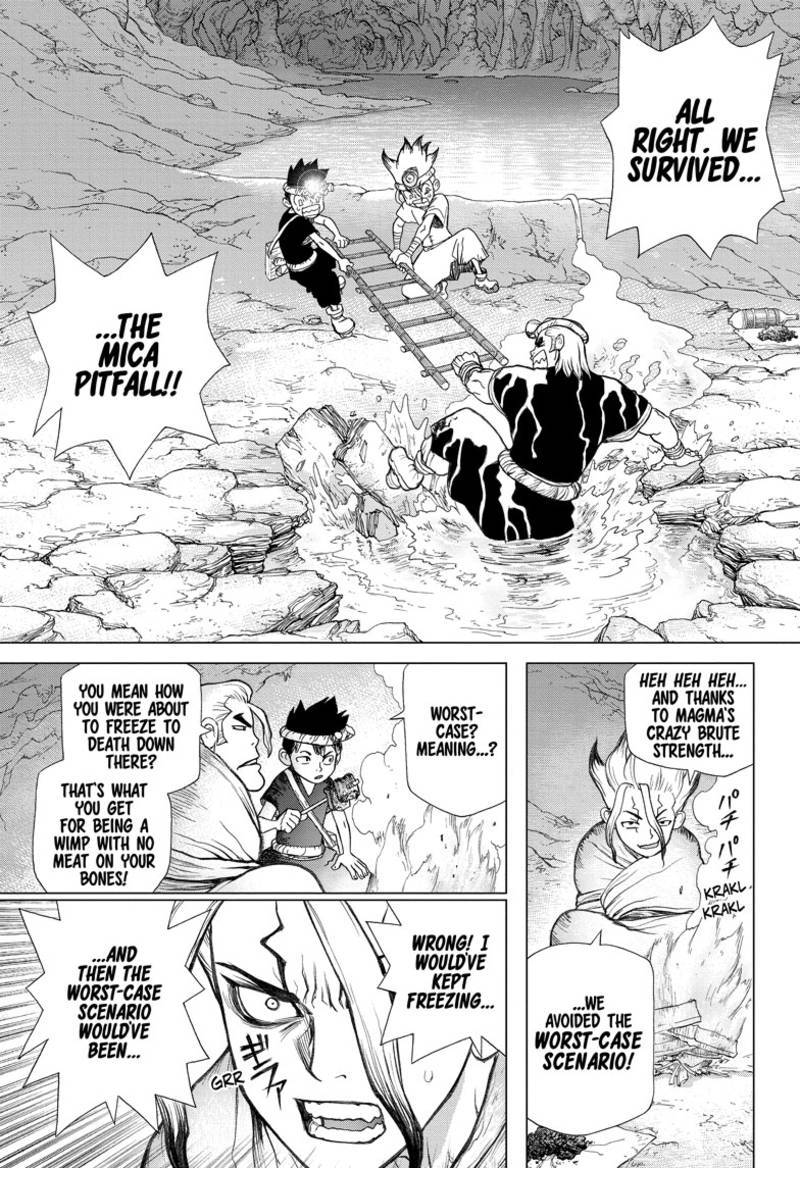 ALL
RIGHT. WE
SURVIVED...
...THE
MICA
PITFALL!!
HEH HEH HEH...
...AND THANKS
TO MAGMA'S
CRAZY BRUTE
STRENGTH...
パチ
パチ
KRAKL
KRAKL
...WE
AVOIDED THE
WORST-CASE
SCENARIO!
WORST-
CASE?
MEANING...?
YOU MEAN HOW
YOU WERE ABOUT
TO FREEZE TO
DEATH DOWN
THERE?
THAT'S WHAT
YOU GET
FOR BEING A
WIMP WITH NO
MEAT ON YOUR
BONES!
WRONG! I
WOULD'VE
KEPT
FREEZING...
...AND
THEN THE
WORST-CASE
SCENARIO
WOULD'VE
BEEN...
ギァァ
GRR